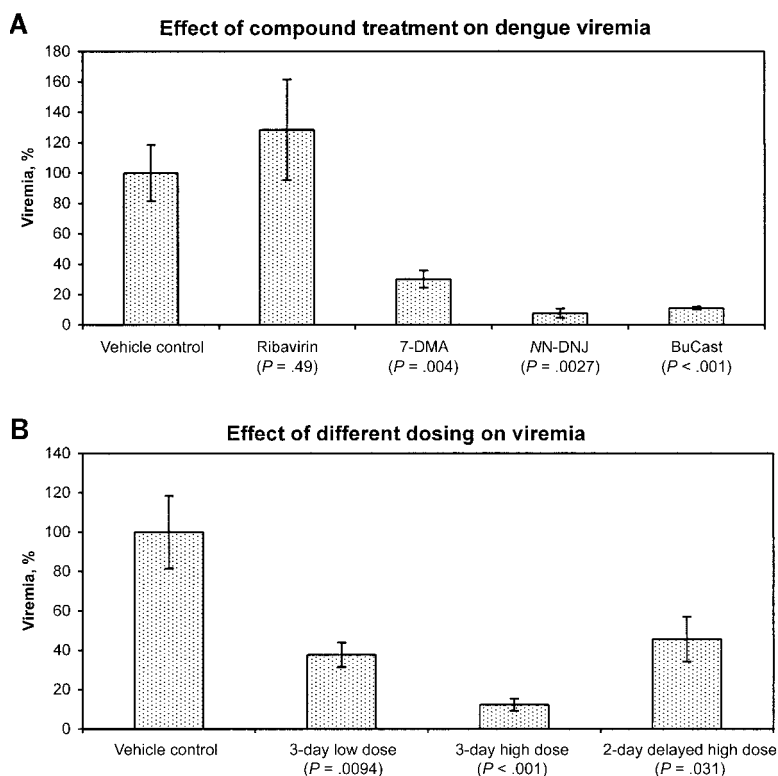 A
Effect of compound treatment on dengue viremia
Viremia, %
180
160
140
120
100
80
60
40
20
0
Vehicle control Ribavirin 7-DMA NN-DNJ BuCast
(P = .49) (P = .004) (P = .0027) (P < .001)
B
Effect of different dosing on viremia
Viremia, %
140
120
100
80
60
40
20
0
Vehicle control 3-day low dose 3-day high dose 2-day delayed high dose
(P = .0094) (P < .001) (P = .031)